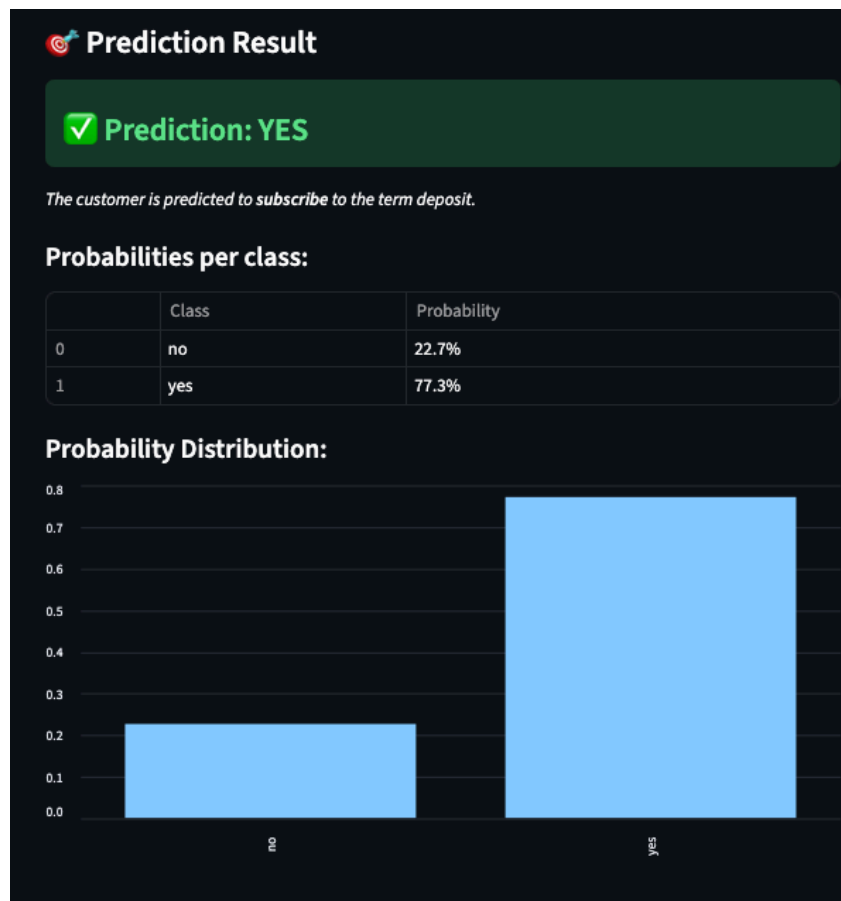 🎯 Prediction Result
✅ Prediction: YES
The customer is predicted to subscribe to the term deposit.
Probabilities per class:
Class Probability
0 no 22.7%
1 yes 77.3%
Probability Distribution:
0.8
0.7
0.6
0.5
0.4
0.3
0.2
0.1
0.0
no yes